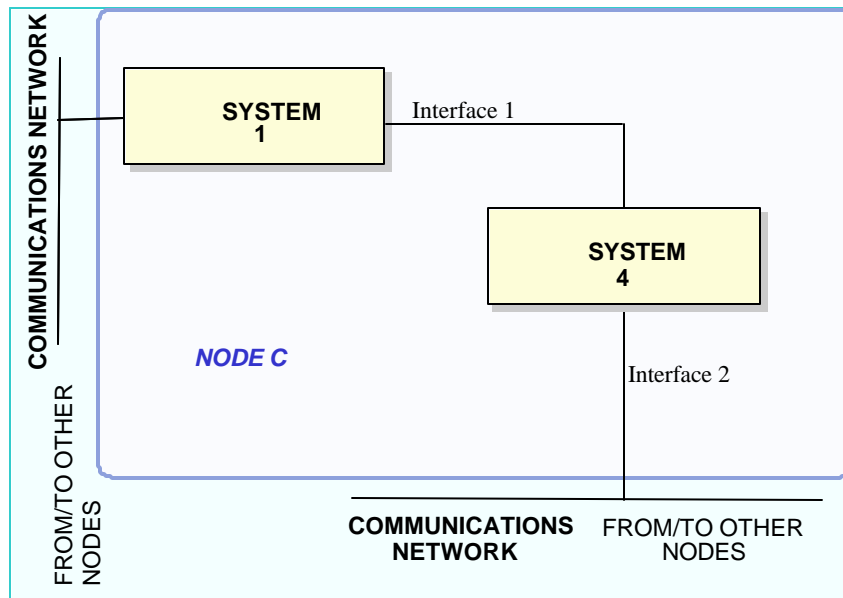 COMMUNICATIONS NETWORK
FROM/TO OTHER
NODES
SYSTEM
1
Interface 1
SYSTEM
4
NODE C
Interface 2
COMMUNICATIONS
NETWORK
FROM/TO OTHER
NODES